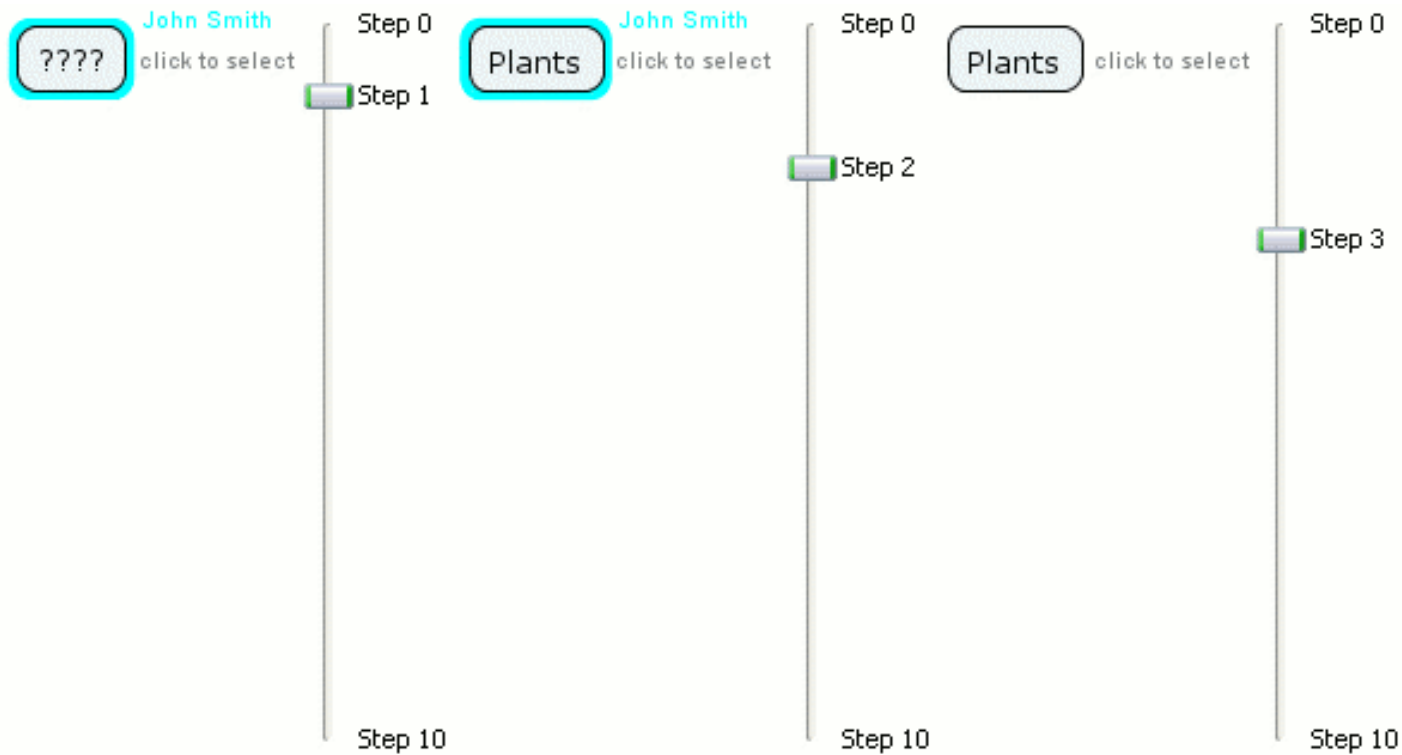 John Smith
????
click to select
Step 0
Step 1
Step 10
John Smith
Plants
click to select
Step 0
Step 2
Step 10
Plants
click to select
Step 0
Step 3
Step 10